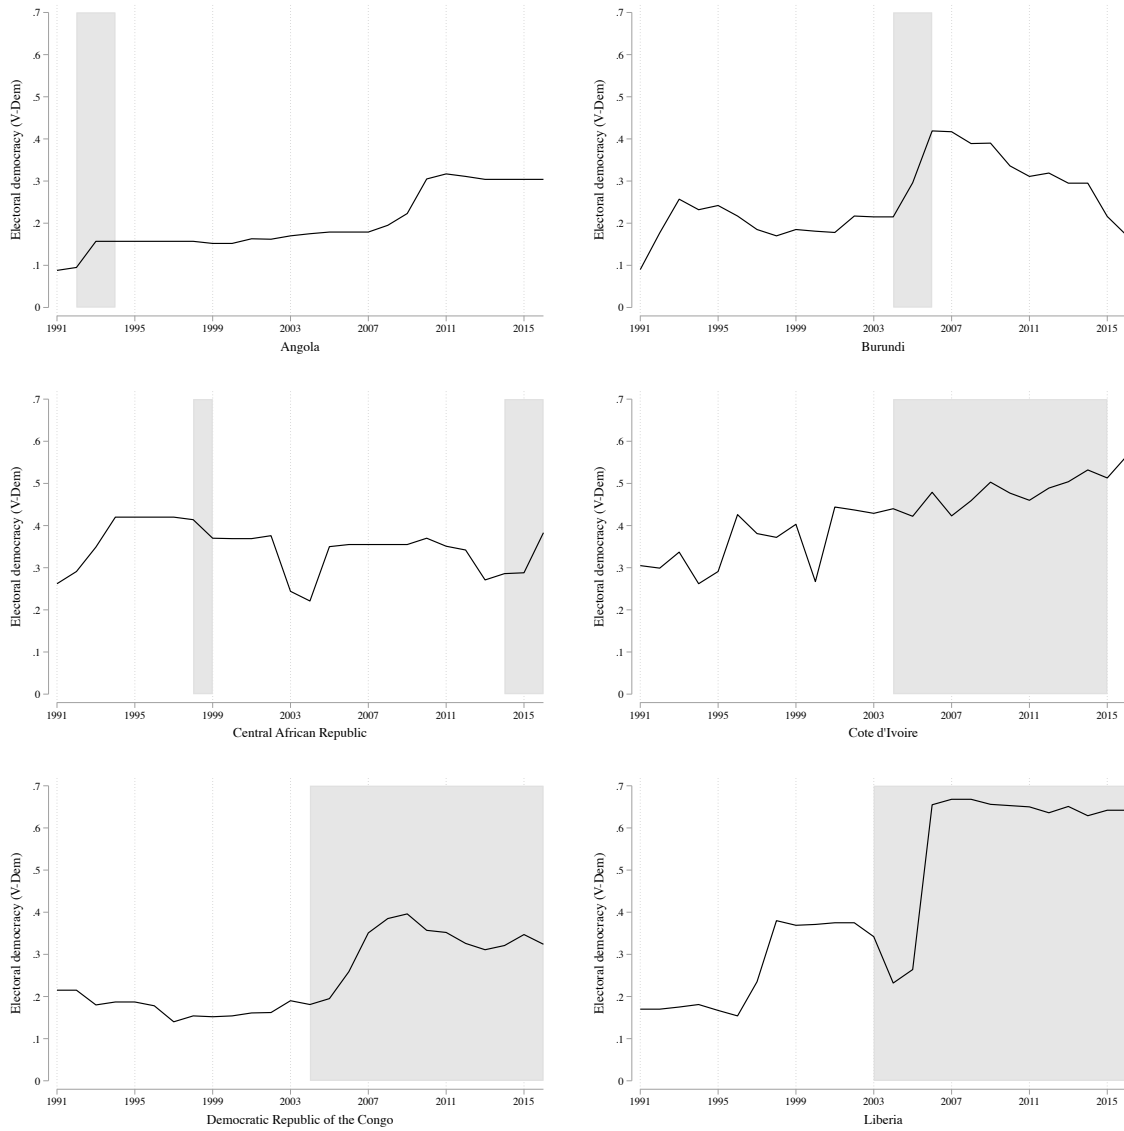 Electoral democracy (V-Dem)
.7
.6
.5
.4
.3
.2
.1
0
1991 1995 1999 2003 2007 2011 2015
Angola
Electoral democracy (V-Dem)
.7
.6
.5
.4
.3
.2
.1
0
1991 1995 1999 2003 2007 2011 2015
Burundi
Electoral democracy (V-Dem)
.7
.6
.5
.4
.3
.2
.1
0
1991 1995 1999 2003 2007 2011 2015
Central African Republic
Electoral democracy (V-Dem)
.7
.6
.5
.4
.3
.2
.1
0
1991 1995 1999 2003 2007 2011 2015
Cote d'Ivoire
Electoral democracy (V-Dem)
.7
.6
.5
.4
.3
.2
.1
0
1991 1995 1999 2003 2007 2011 2015
Democratic Republic of the Congo
Electoral democracy (V-Dem)
.7
.6
.5
.4
.3
.2
.1
0
1991 1995 1999 2003 2007 2011 2015
Liberia